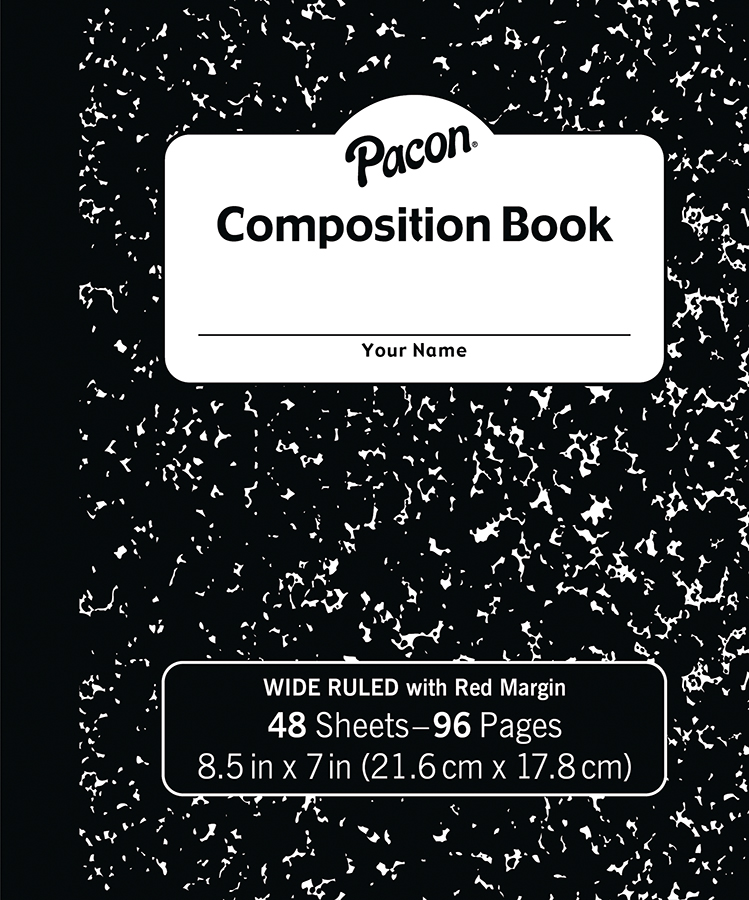 Pacon®
Composition Book
Your Name
WIDE RULED with Red Margin
48 Sheets–96 Pages
8.5 in x 7 in (21.6 cm x 17.8 cm)